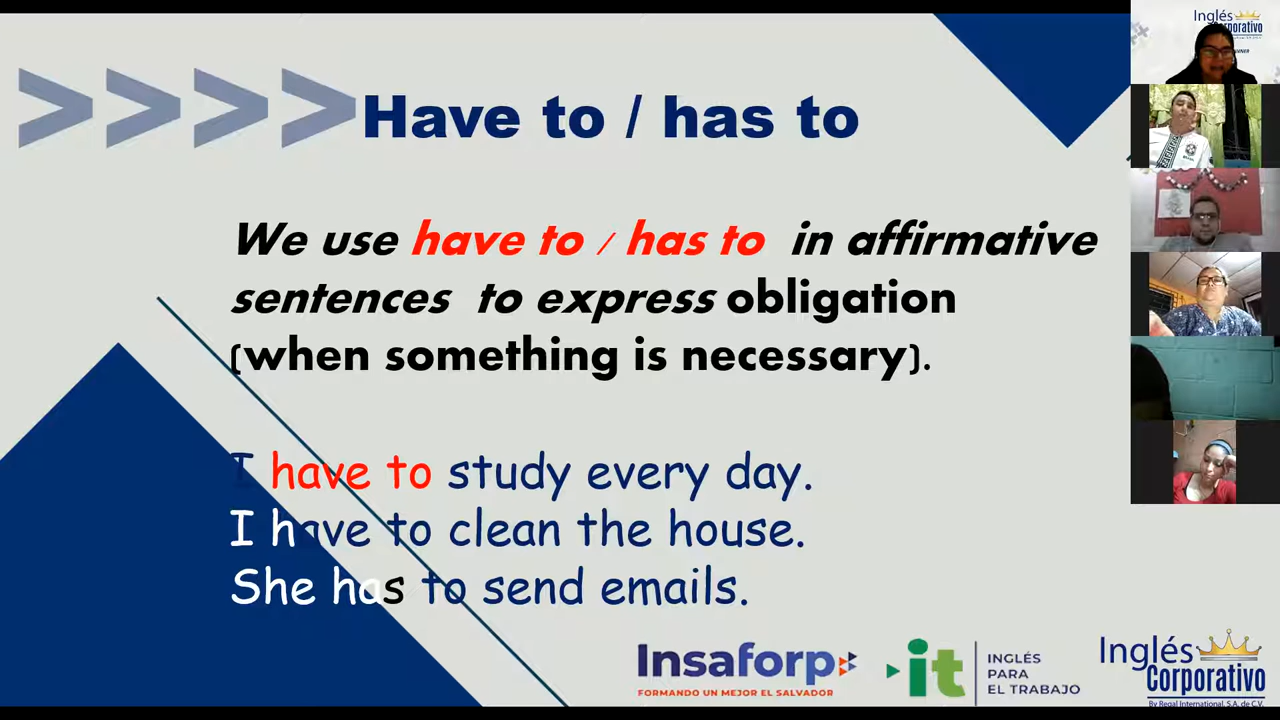 Have to / has to
We use have to / has to in affirmative
sentences to express obligation
(when something is necessary).
I have to study every day.
I have to clean the house.
She has to send emails.
Insaforp
FORMANDO UN MEJOR EL SALVADOR
it
INGLÉS
PARA
EL TRABAJO
Inglés
Corporativo
By Regal International, S.A. de C.V.
Inglés
Corporativo